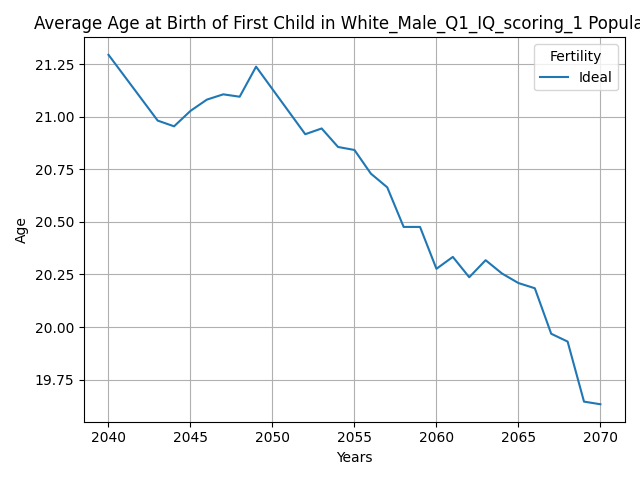 Average Age at Birth of First Child in White_Male_Q1_IQ_scoring_1 Popula
Fertility
Ideal
21.25
21.00
20.75
20.50
20.25
20.00
19.75
Age
2040 2045 2050 2055 2060 2065 2070
Years